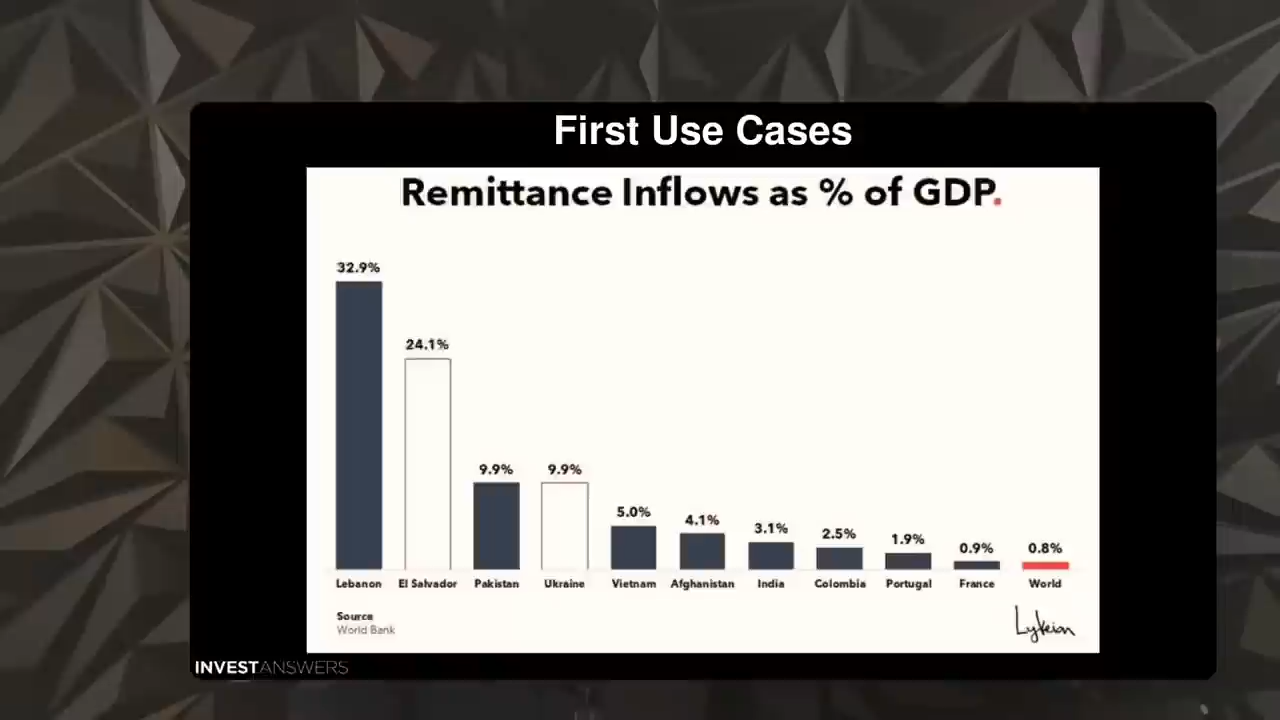 First Use Cases
Remittance Inflows as % of GDP.
32.9%
24.1%
9.9%
9.9%
5.0%
4.1%
3.1%
2.5%
1.9%
0.9%
0.8%
Lebanon El Salvador Pakistan Ukraine Vietnam Afghanistan India Colombia Portugal France World
Source
World Bank
Lykeion
INVESTANSWERS